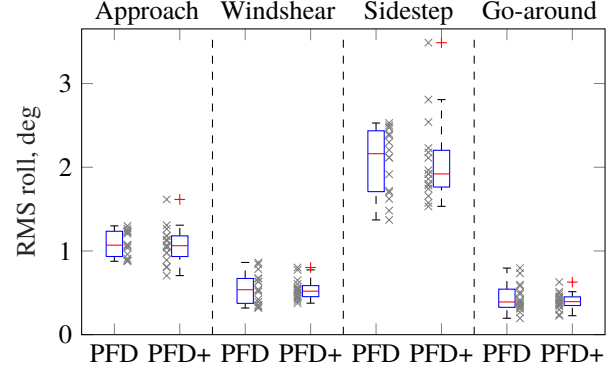 Approach Windshear Sidestep Go-around
3
2
1
0
RMS roll, deg
PFD PFD+ PFD PFD+ PFD PFD+ PFD PFD+